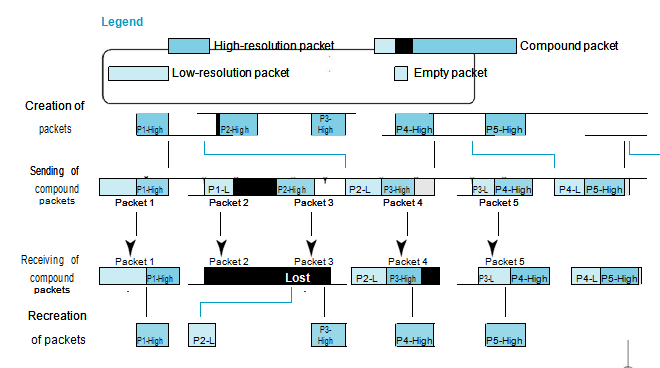 Legend
High-resolution packet
Compound packet
Low-resolution packet
Empty packet
Creation of
packets
P1-High
P2-High
P3-
High
P4-High
P5-High
Sending of
compound
packets
P1-High
P1-L
P2-High
P2-L
P3-High
P3-L
P4-High
P4-L
P5-High
Packet 1
Packet 2
Packet 3
Packet 4
Packet 5
Receiving of
compound
packets
Packet 1
Packet 2
Packet 3
Packet 4
Packet 5
P1-High
Lost
P2-L
P3-High
P3-L
P4-High
P4-L
P5-High
Recreation
of packets
P1-High
P2-L
P3-
High
P4-High
P5-High